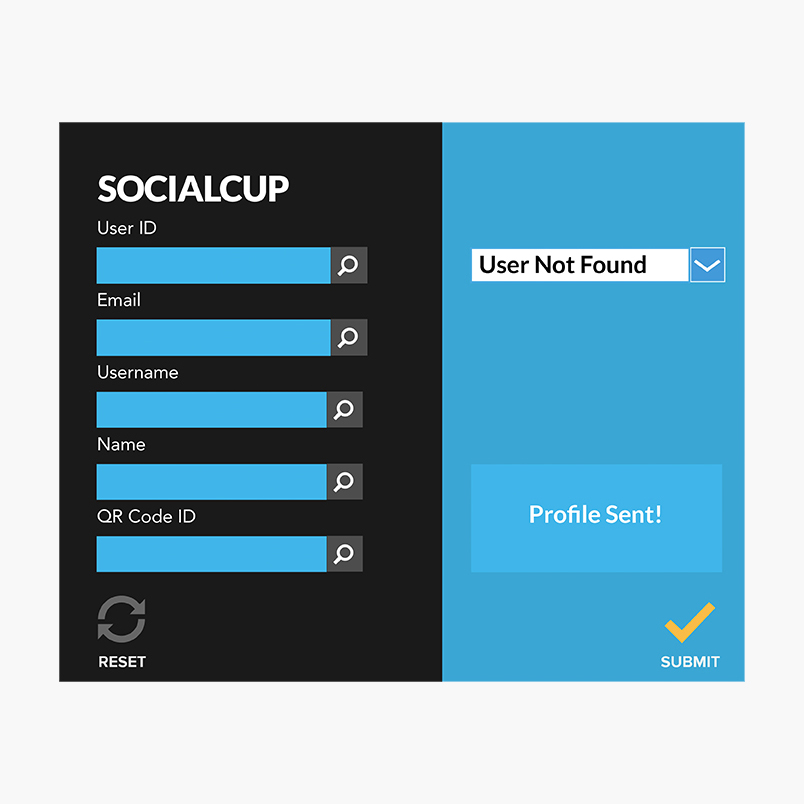 SOCIALCUP
User ID
Email
Username
Name
QR Code ID
RESET
User Not Found
Profile Sent!
SUBMIT